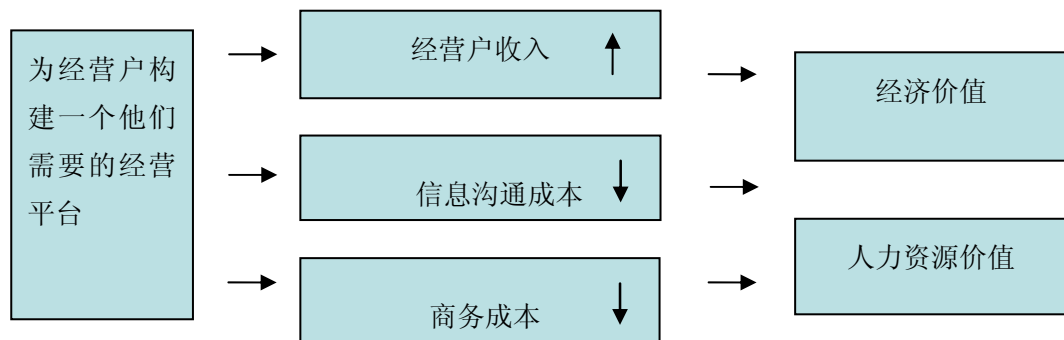 为经营户构
建一个他们
需要的经营
平台
经营户收入
信息沟通成本
商务成本
经济价值
人力资源价值